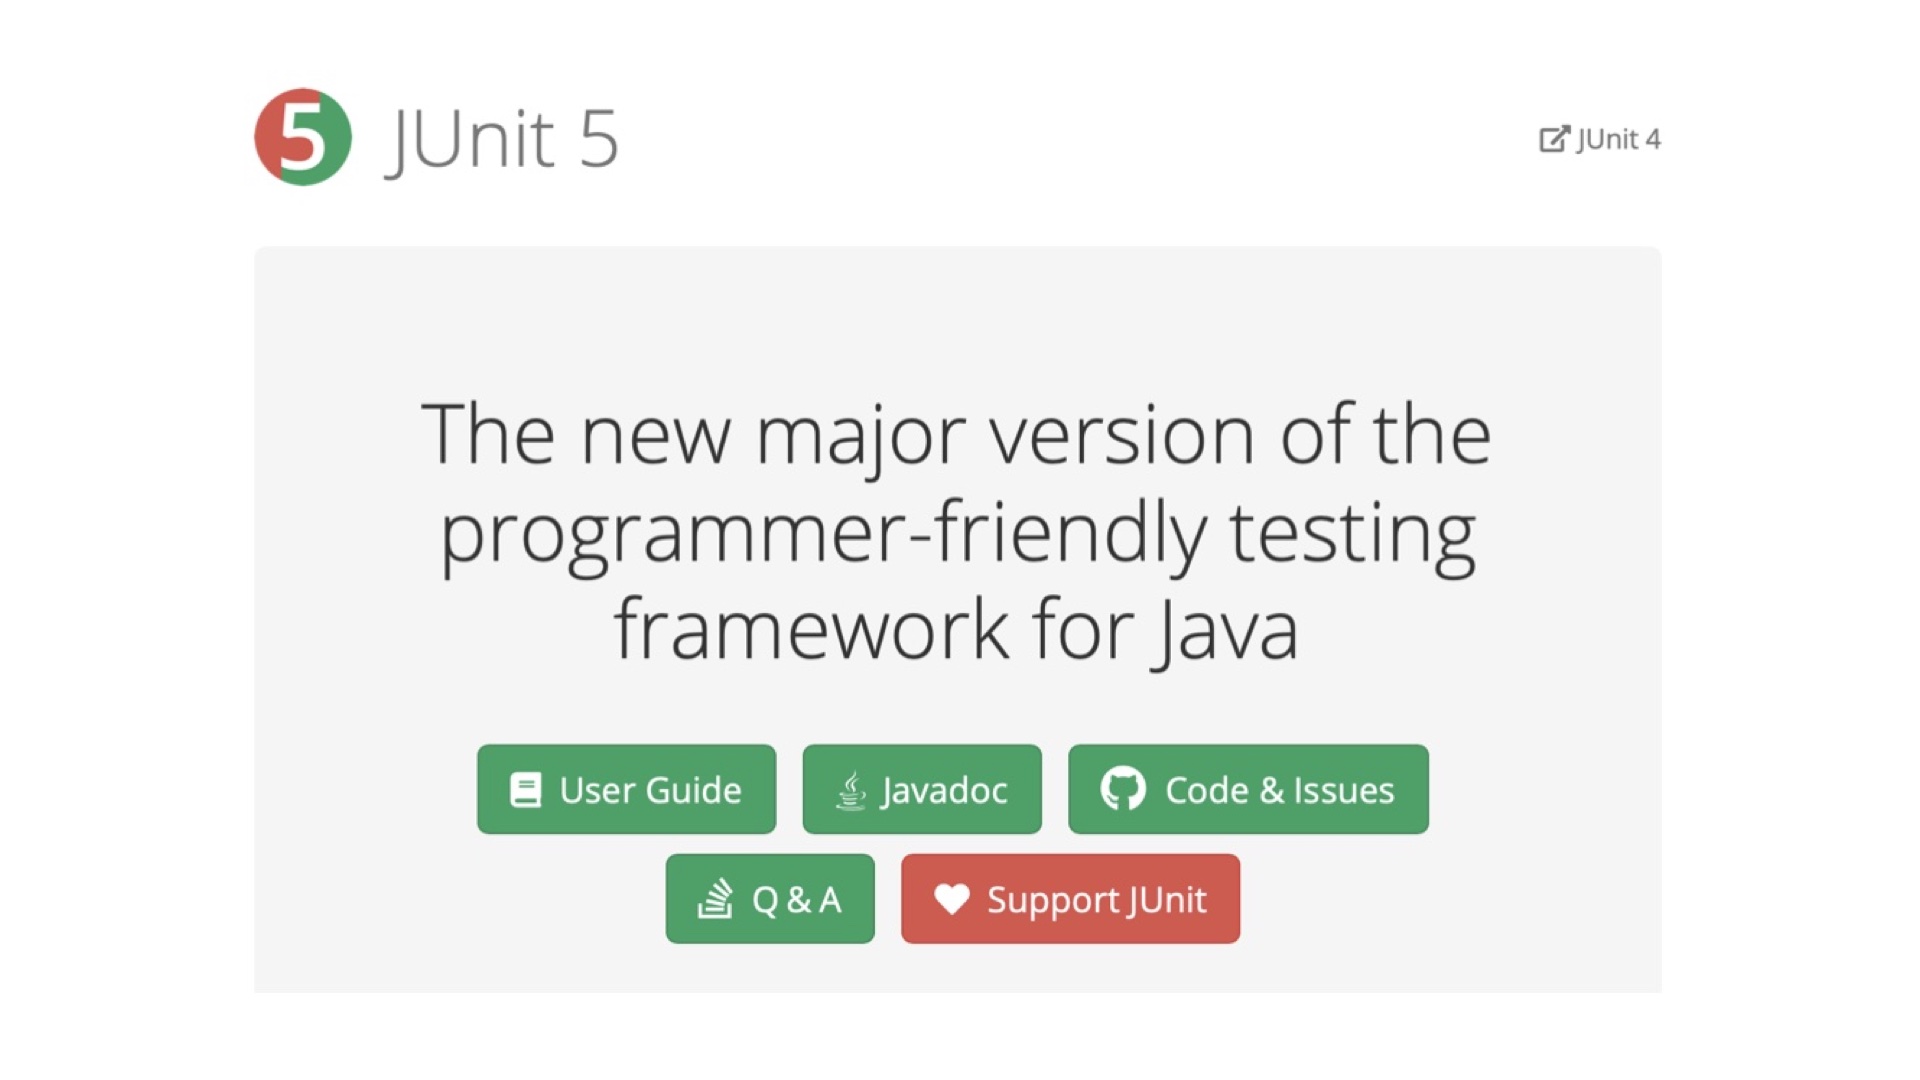 5 JUnit 5
JUnit 4
The new major version of the
programmer-friendly testing
framework for Java
User Guide
Javadoc
Code & Issues
Q & A
Support JUnit